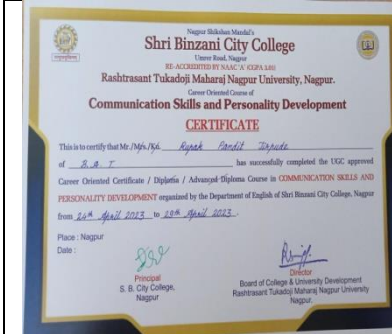 Nagpur Shikshan Mandal's
Shri Binzani City College
Umrer Road, Nagpur
RE-ACCREDITED BY NAAC 'A' (CGPA 3.01)
Rashtrasant Tukadoji Maharaj Nagpur University, Nagpur.
Career Oriented Course of
Communication Skills and Personality Development
CERTIFICATE
This is to certify that Mr./Mrs./Ku. Rupak Pandit Tirpude
of B.A. I has successfully completed the UGC approved
Career Oriented Certificate / Diploma / Advanced Diploma Course in COMMUNICATION SKILLS AND
PERSONALITY DEVELOPMENT organized by the Department of English of Shri Binzani City College, Nagpur
from 24th April 2023 to 29th April 2023.
Place : Nagpur
Date :
Principal
S. B. City College,
Nagpur
Director
Board of College & University Development
Rashtrasant Tukadoji Maharaj Nagpur University
Nagpur.